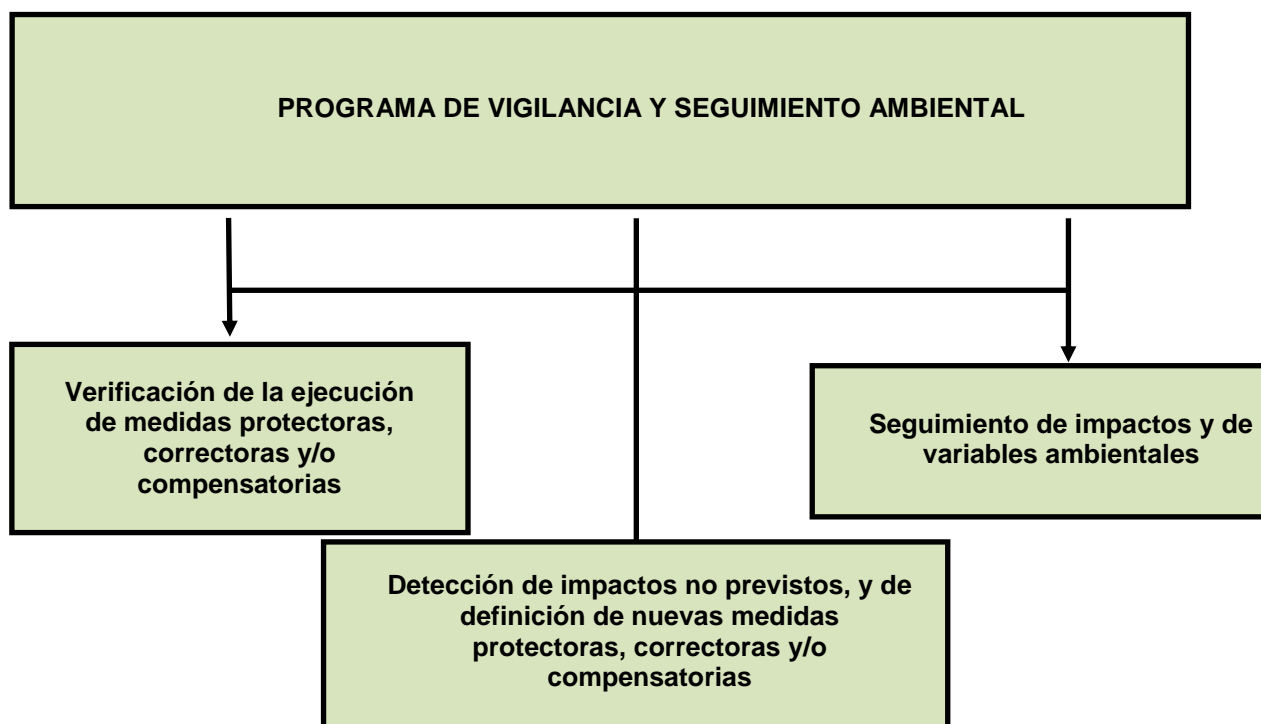 PROGRAMA DE VIGILANCIA Y SEGUIMIENTO AMBIENTAL
Verificación de la ejecución
de medidas protectoras,
correctoras y/o
compensatorias
Seguimiento de impactos y de
variables ambientales
Detección de impactos no previstos, y de
definición de nuevas medidas
protectoras, correctoras y/o
compensatorias